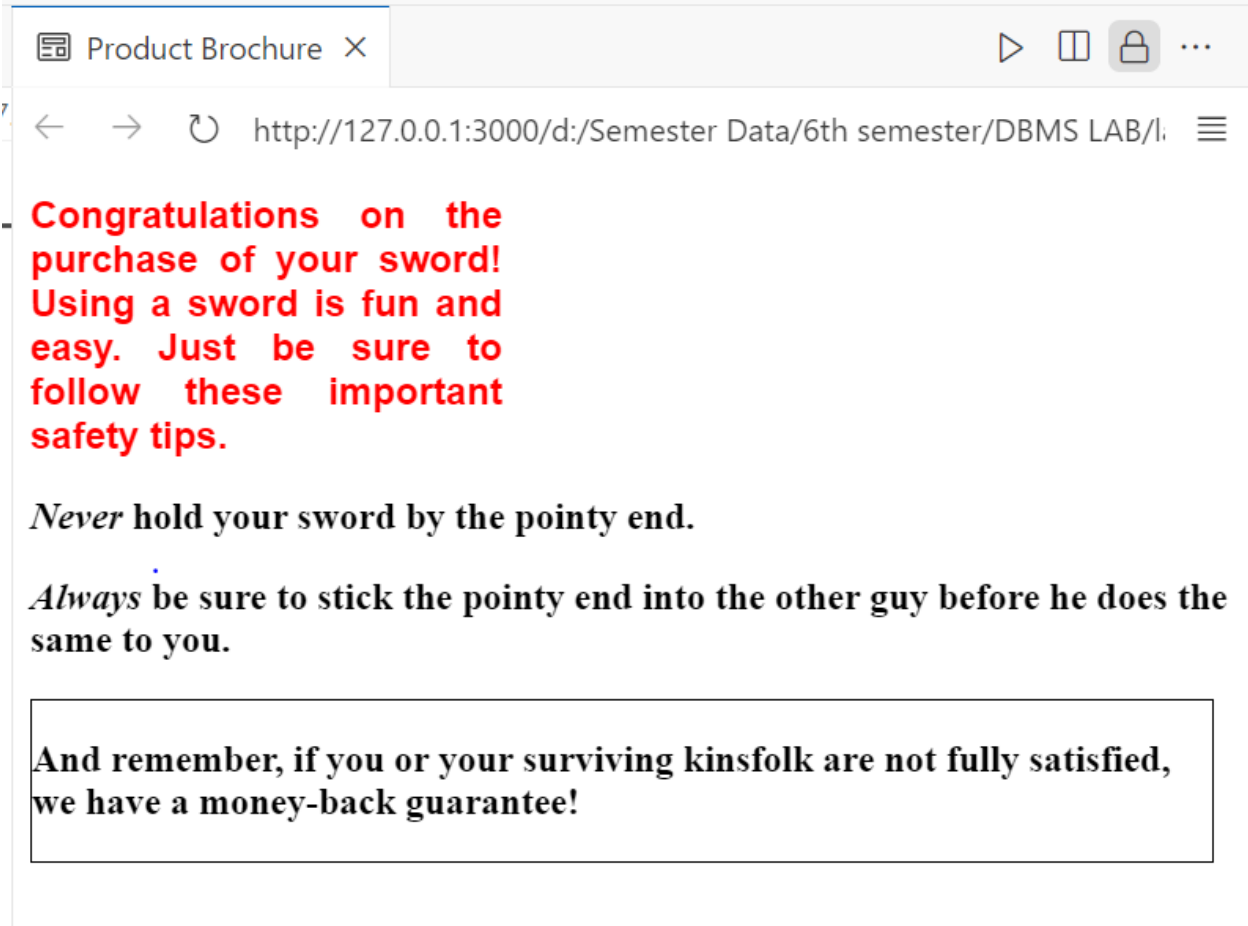 Product Brochure
http://127.0.0.1:3000/d:/Semester Data/6th semester/DBMS LAB/l
Congratulations on the
purchase of your sword!
Using a sword is fun and
easy. Just be sure to
follow these important
safety tips.
Never hold your sword by the pointy end.
Always be sure to stick the pointy end into the other guy before he does the
same to you.
And remember, if you or your surviving kinsfolk are not fully satisfied,
we have a money-back guarantee!